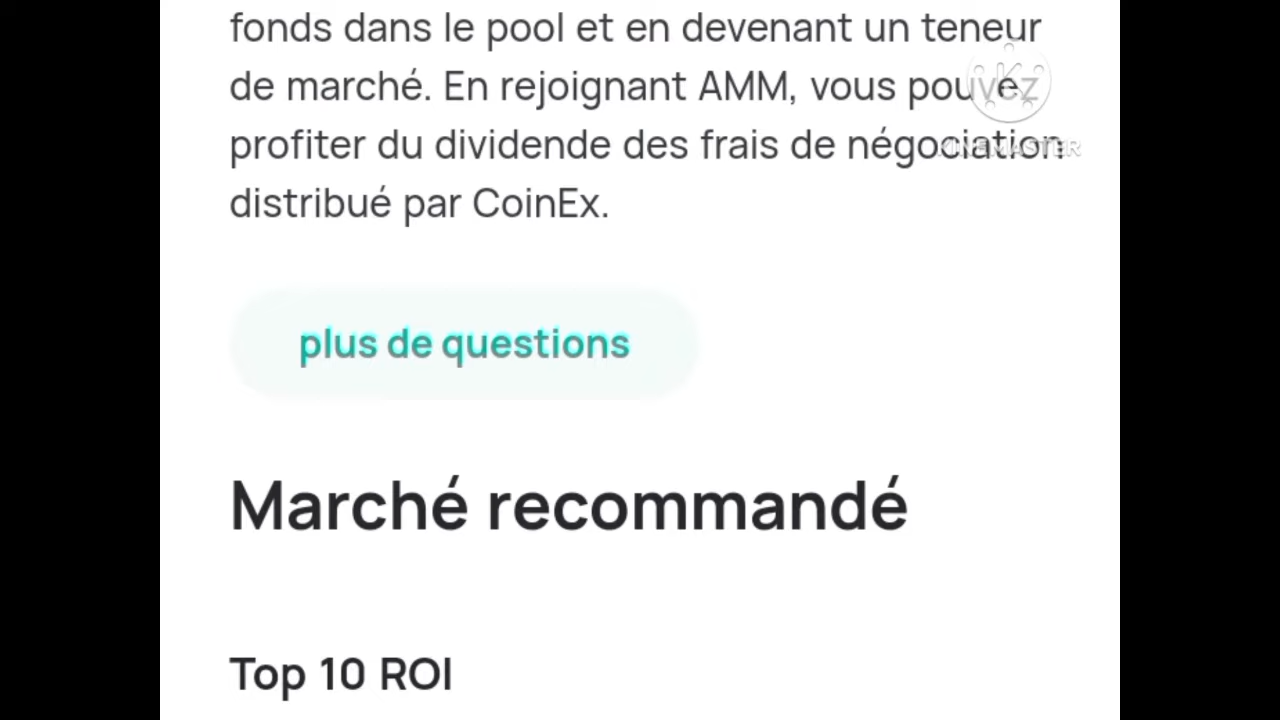 fonds dans le pool et en devenant un teneur
de marché. En rejoignant AMM, vous pouvez
profiter du dividende des frais de négociation
distribué par CoinEx.
KINEMASTER
plus de questions
Marché recommandé
Top 10 ROI